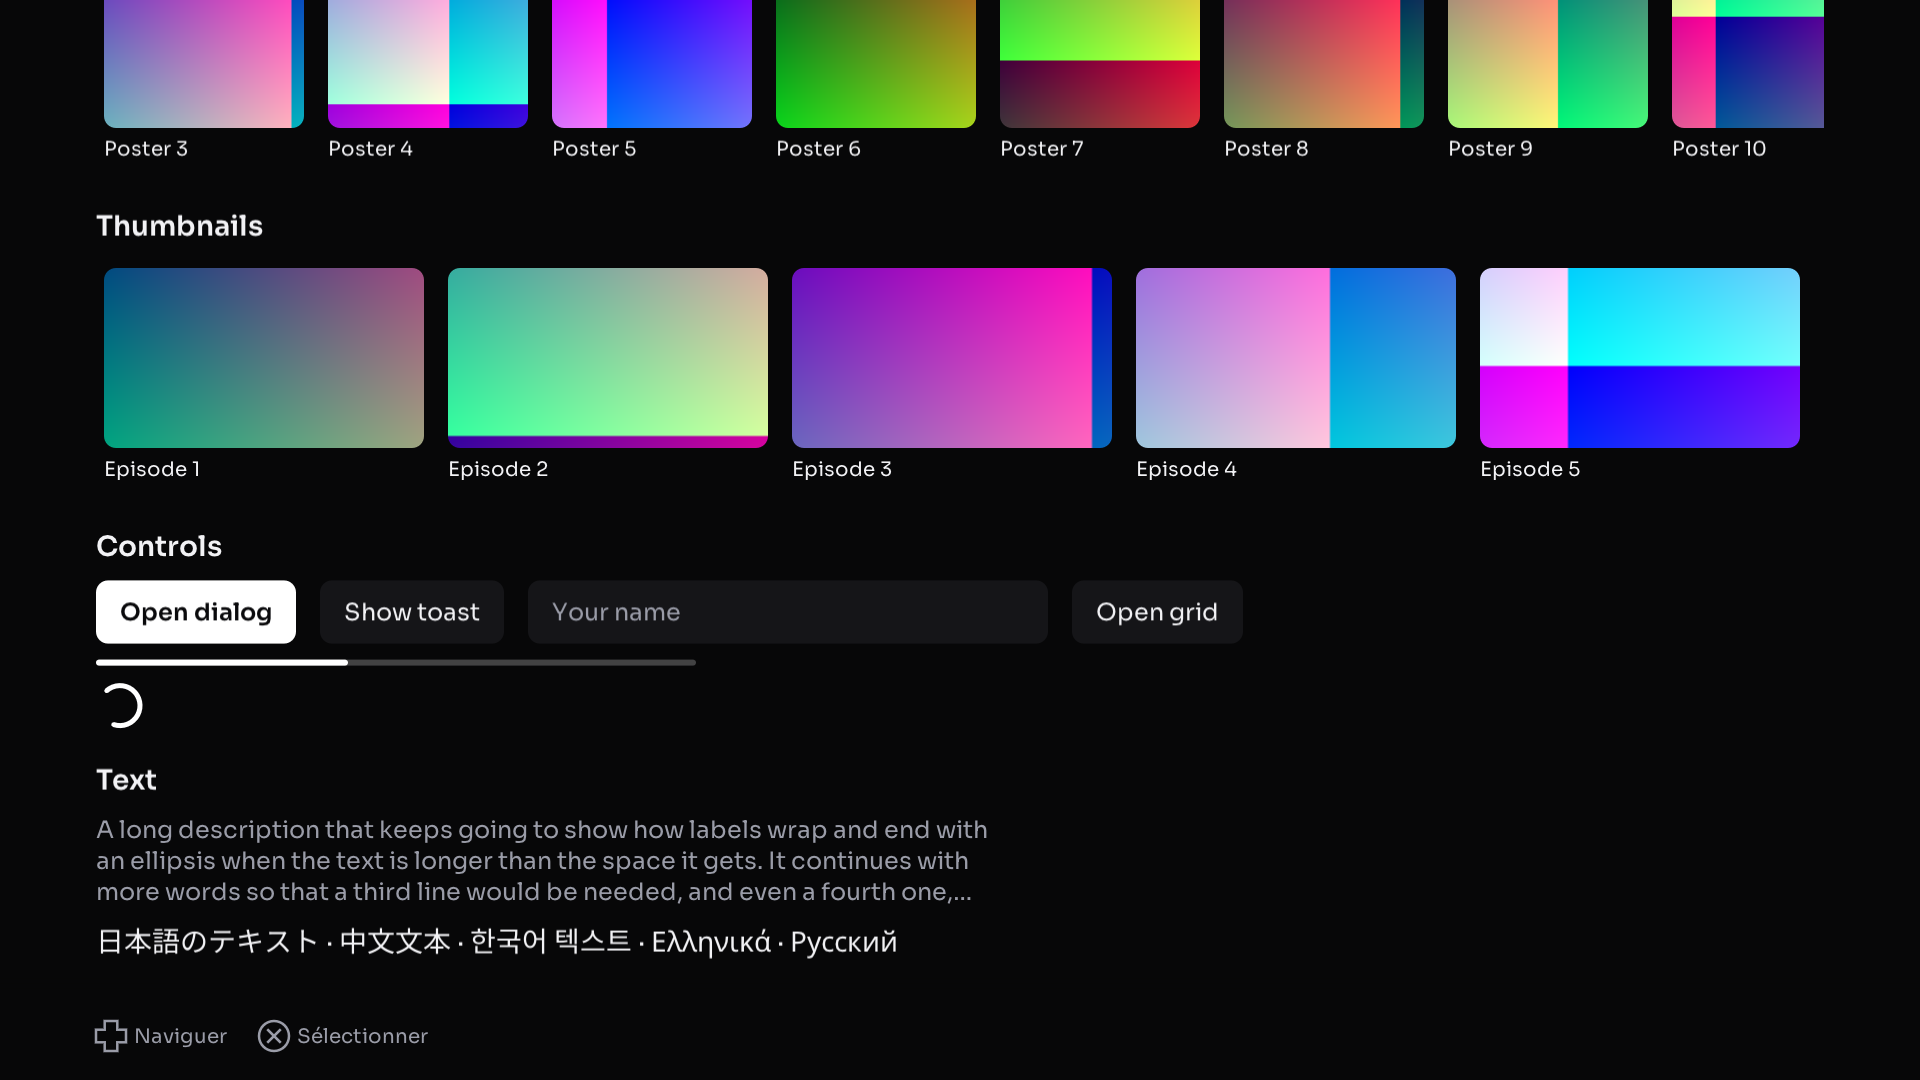 Poster 3
Poster 4
Poster 5
Poster 6
Poster 7
Poster 8
Poster 9
Poster 10
Thumbnails
Episode 1
Episode 2
Episode 3
Episode 4
Episode 5
Controls
Open dialog
Show toast
Your name
Open grid
Text
A long description that keeps going to show how labels wrap and end with
an ellipsis when the text is longer than the space it gets. It continues with
more words so that a third line would be needed, and even a fourth one,...
日本語のテキスト · 中文文本 · 한국어 텍스트 · Ελληνικά · Русский
Naviguer
Sélectionner